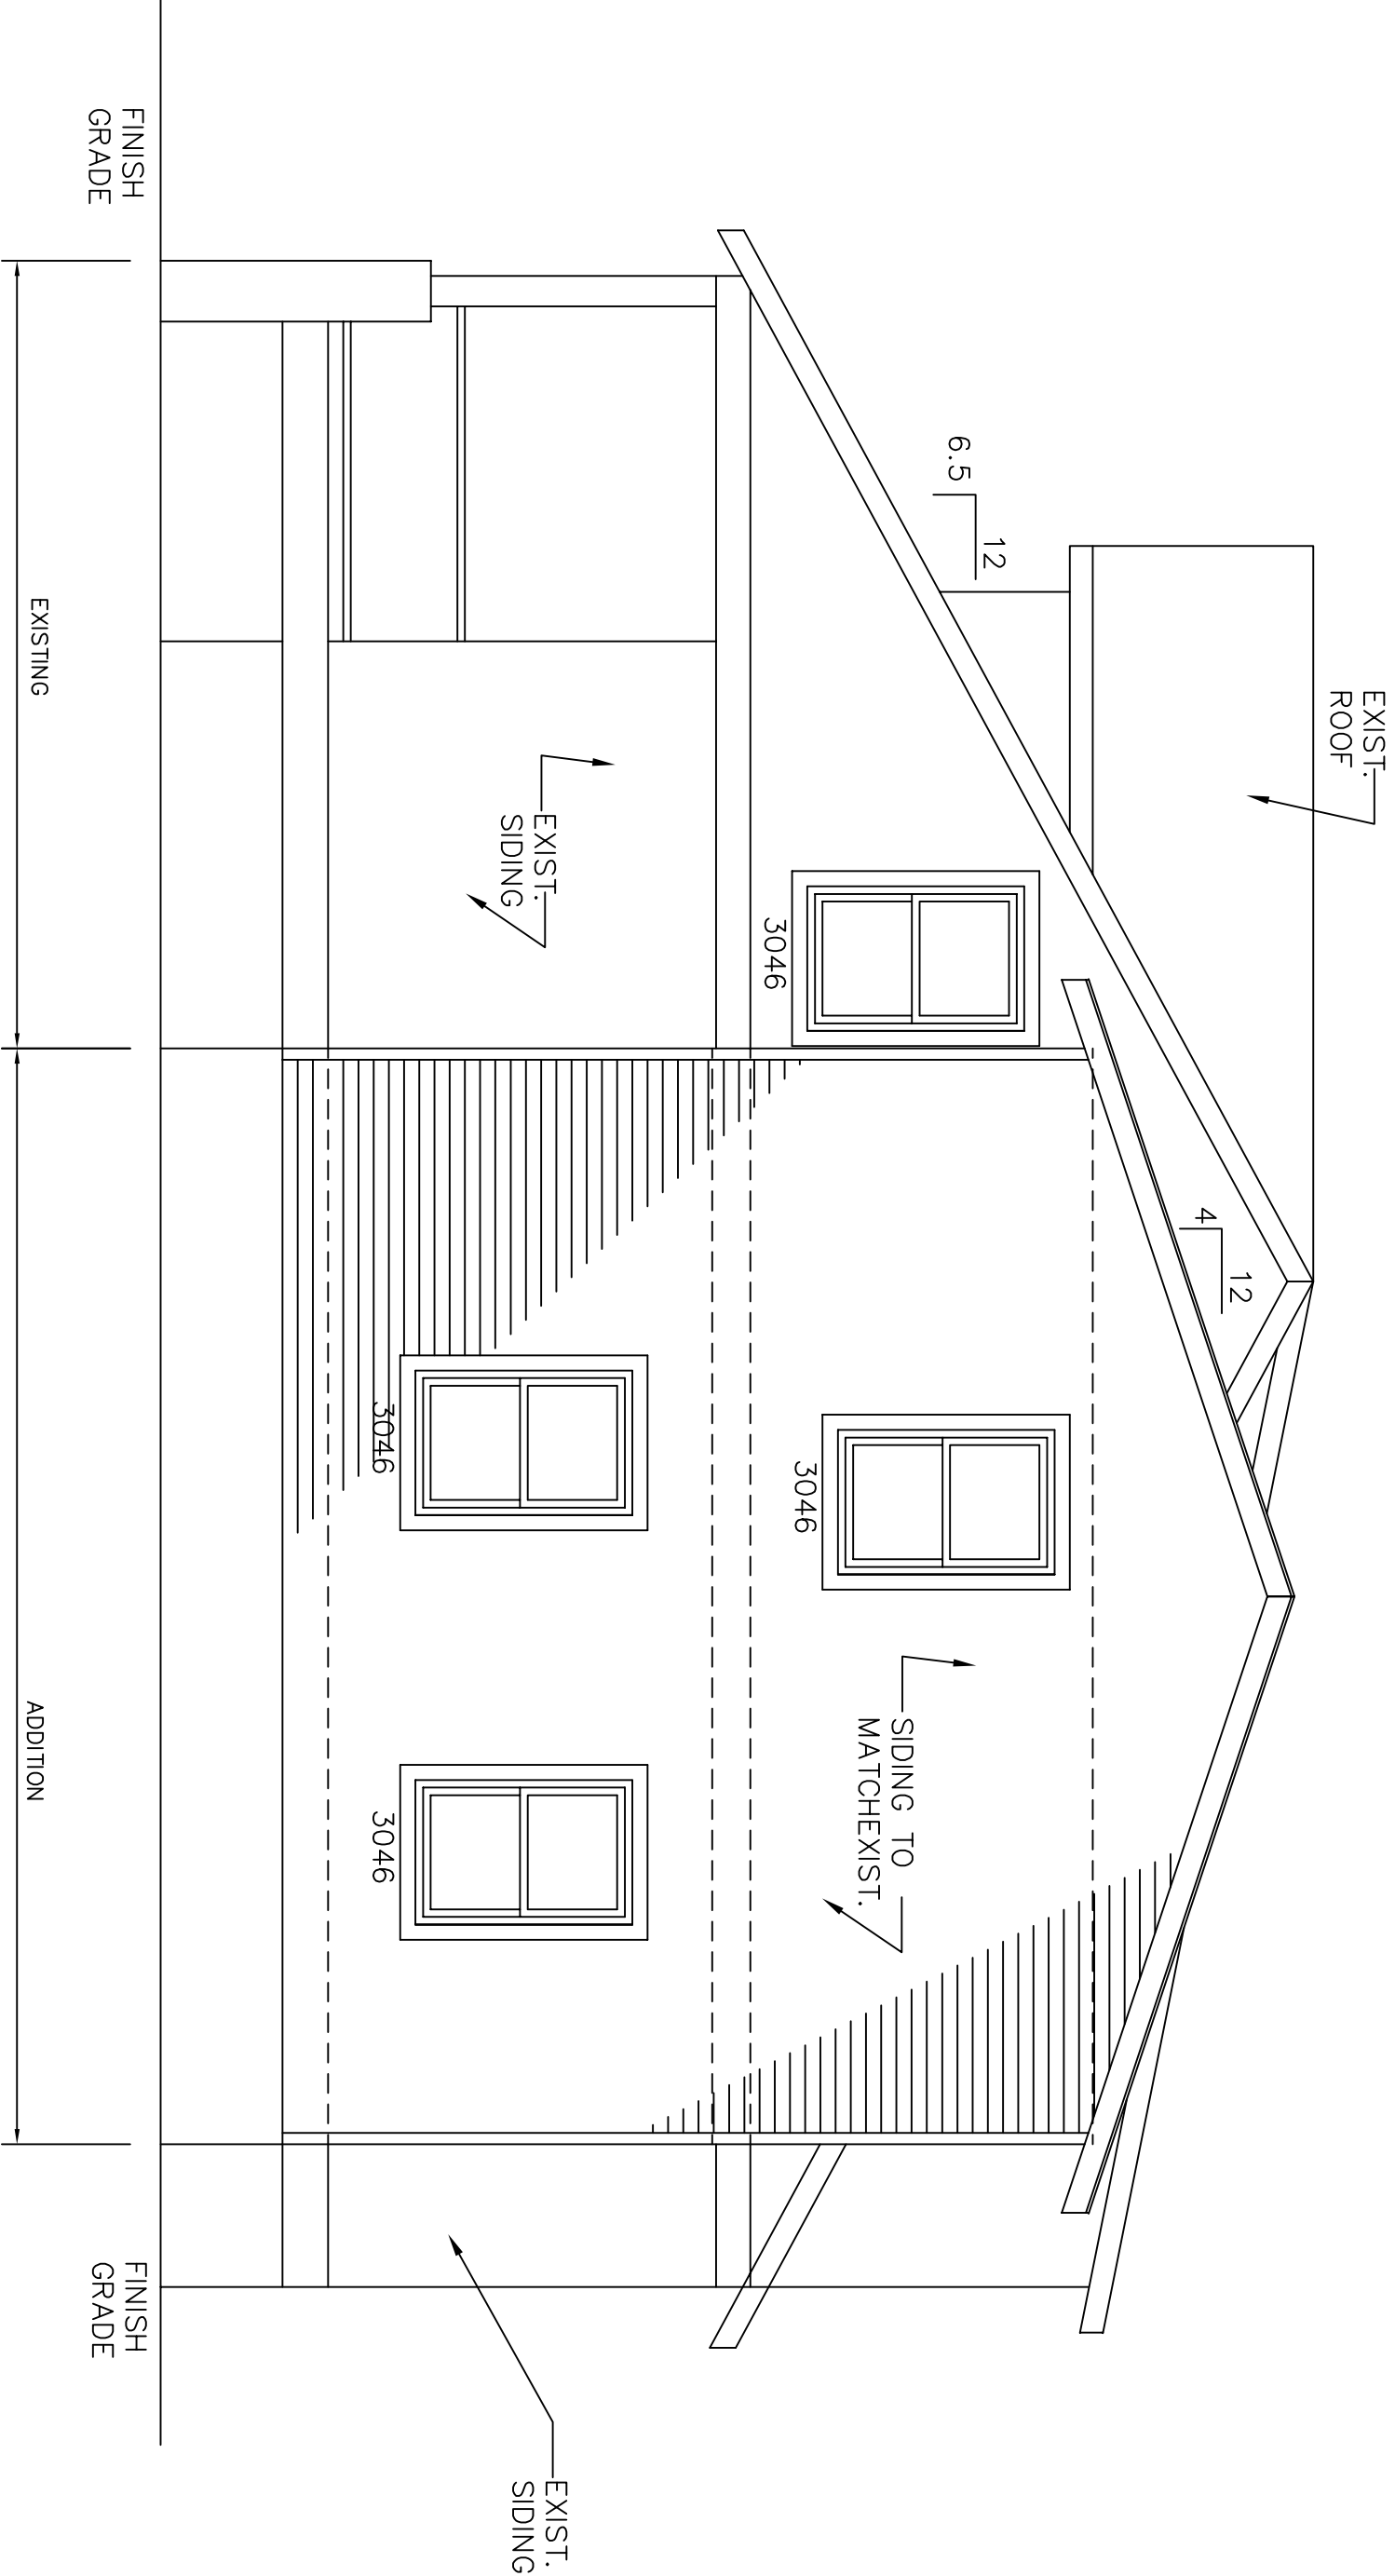 EXIST.
ROOF
6.5
12
4
12
3046
3046
SIDING TO
MATCHEXIST.
EXIST.
SIDING
3046
3046
EXIST.
SIDING
FINISH
GRADE
FINISH
GRADE
EXISTING
ADDITION